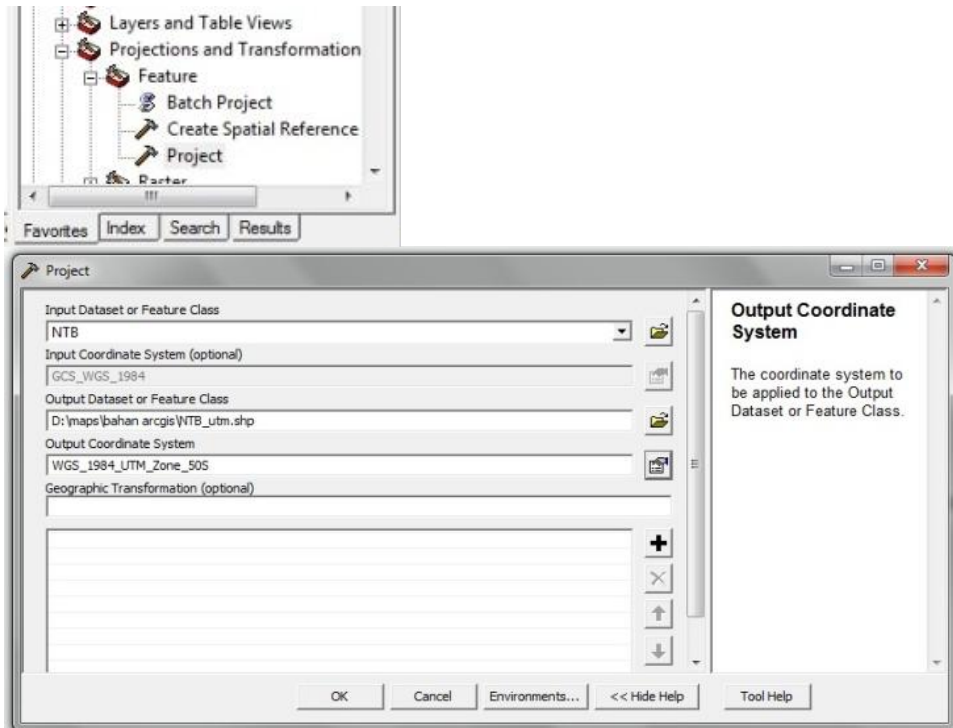 Layers and Table Views
Projections and Transformation
Feature
Batch Project
Create Spatial Reference
Project
Raster
Favorites Index Search Results
Project
Input Dataset or Feature Class
NTB
Input Coordinate System (optional)
GCS_WGS_1984
Output Dataset or Feature Class
D:\maps\bahan arcgis\NTB_utm.shp
Output Coordinate System
WGS_1984_UTM_Zone_50S
Geographic Transformation (optional)
OK Cancel Environments... << Hide Help Tool Help
Output Coordinate
System
The coordinate system to
be applied to the Output
Dataset or Feature Class.